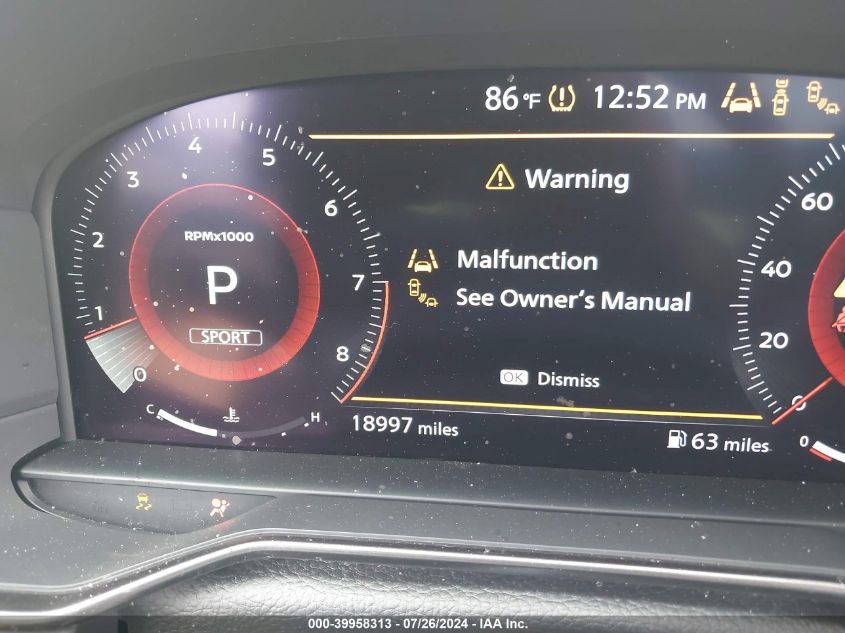 86 °F 12:52 PM
Warning
Malfunction
See Owner's Manual
OK Dismiss
RPMx1000
P
SPORT
0
1
2
3
4
5
6
7
8
C H
18997 miles
63 miles
60
40
20
0
0
000-39958313 - 07/26/2024 - IAA Inc.